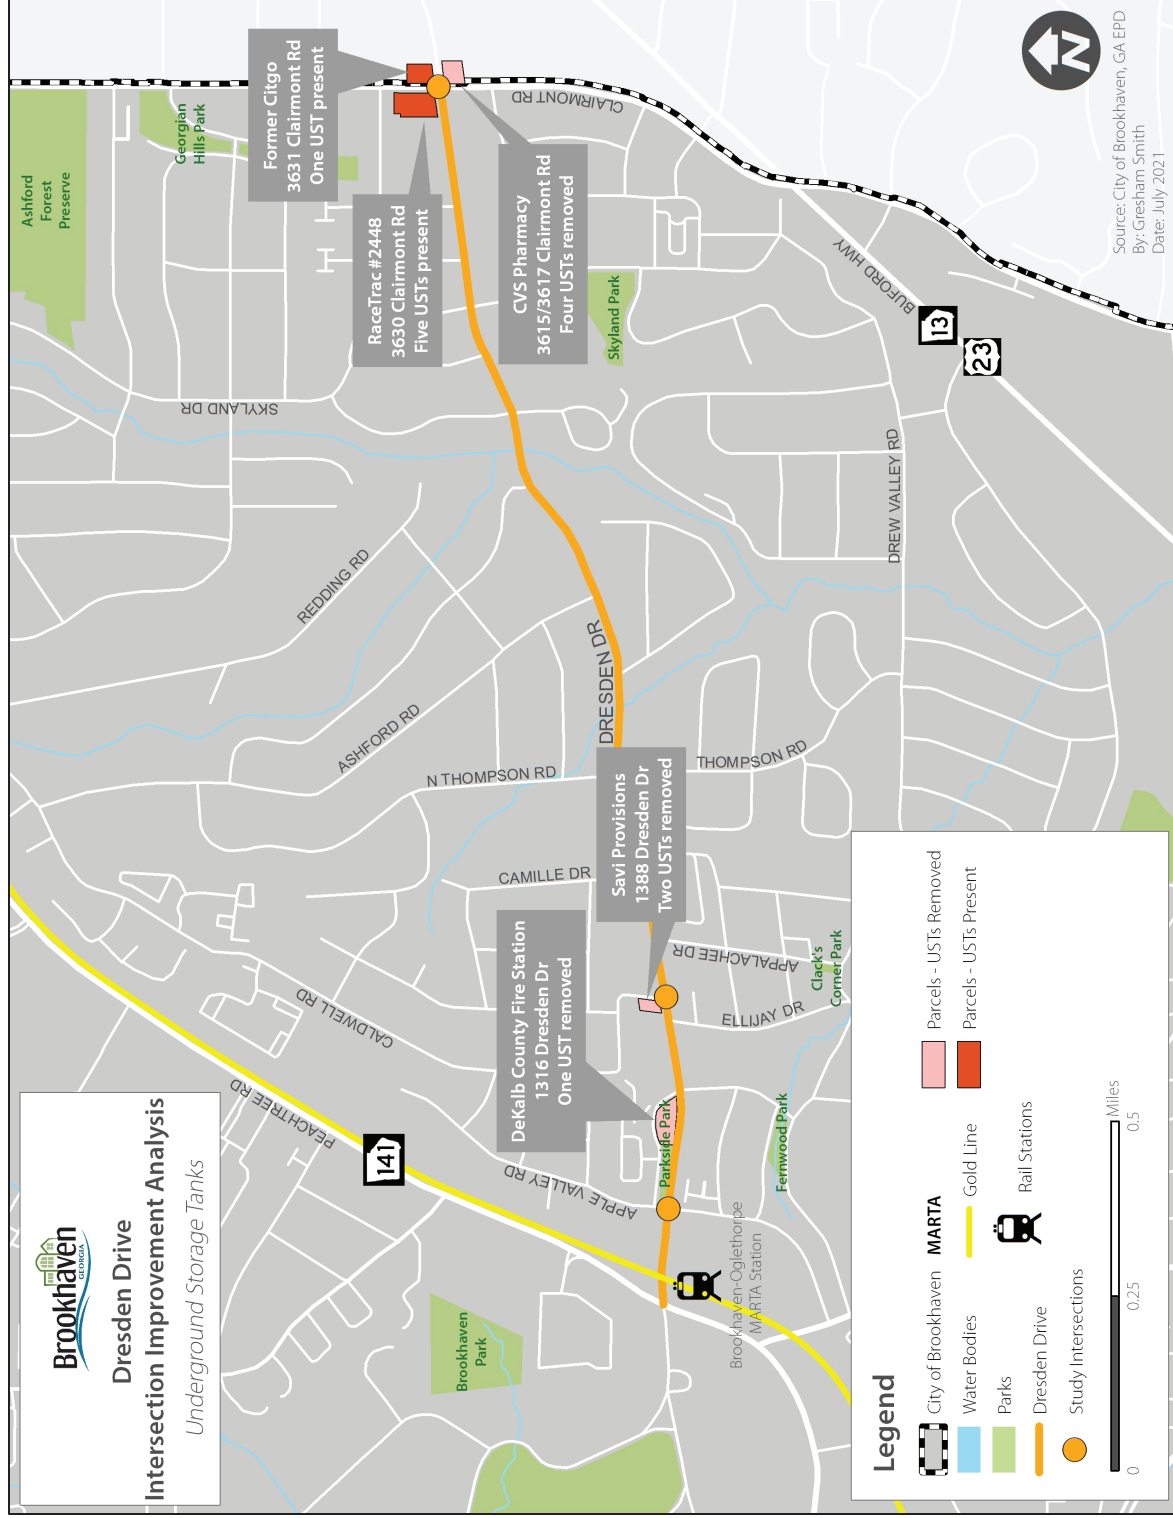 Brookhaven
GEORGIA
Dresden Drive
Intersection Improvement Analysis
Underground Storage Tanks
Ashford
Forest
Preserve
Georgian
Hills Park
Former Citgo
3631 Clairmont Rd
One UST present
RaceTrac #2448
3630 Clairmont Rd
Five USTs present
CVS Pharmacy
3615/3617 Clairmont Rd
Four USTs removed
CLAIRMONT RD
Skyland Park
SKYLAND DR
BUFORD HWY
13
23
REDDING RD
DREW VALLEY RD
DRESDEN DR
ASHFORD RD
N THOMPSON RD
THOMPSON RD
Savi Provisions
1388 Dresden Dr
Two USTs removed
CAMILLE DR
DeKalb County Fire Station
1316 Dresden Dr
One UST removed
APPALACHEE DR
Clack's
Corner Park
ELLIJAY DR
CALDWELL RD
PEACHTREE RD
141
APPLE VALLEY RD
Parkside Park
Fernwood Park
Brookhaven-Oglethorpe
MARTA Station
Brookhaven
Park
Legend
City of Brookhaven
Water Bodies
Parks
Dresden Drive
Study Intersections
MARTA
Gold Line
Rail Stations
Parcels - USTs Removed
Parcels - USTs Present
0
0.25
0.5
Miles
N
Source: City of Brookhaven, GA EPD
By: Gresham Smith
Date: July 2021